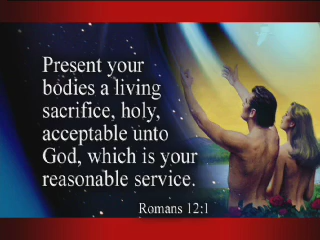 Present your
bodies a living
sacrifice, holy,
acceptable unto
God, which is your
reasonable service.
Romans 12:1